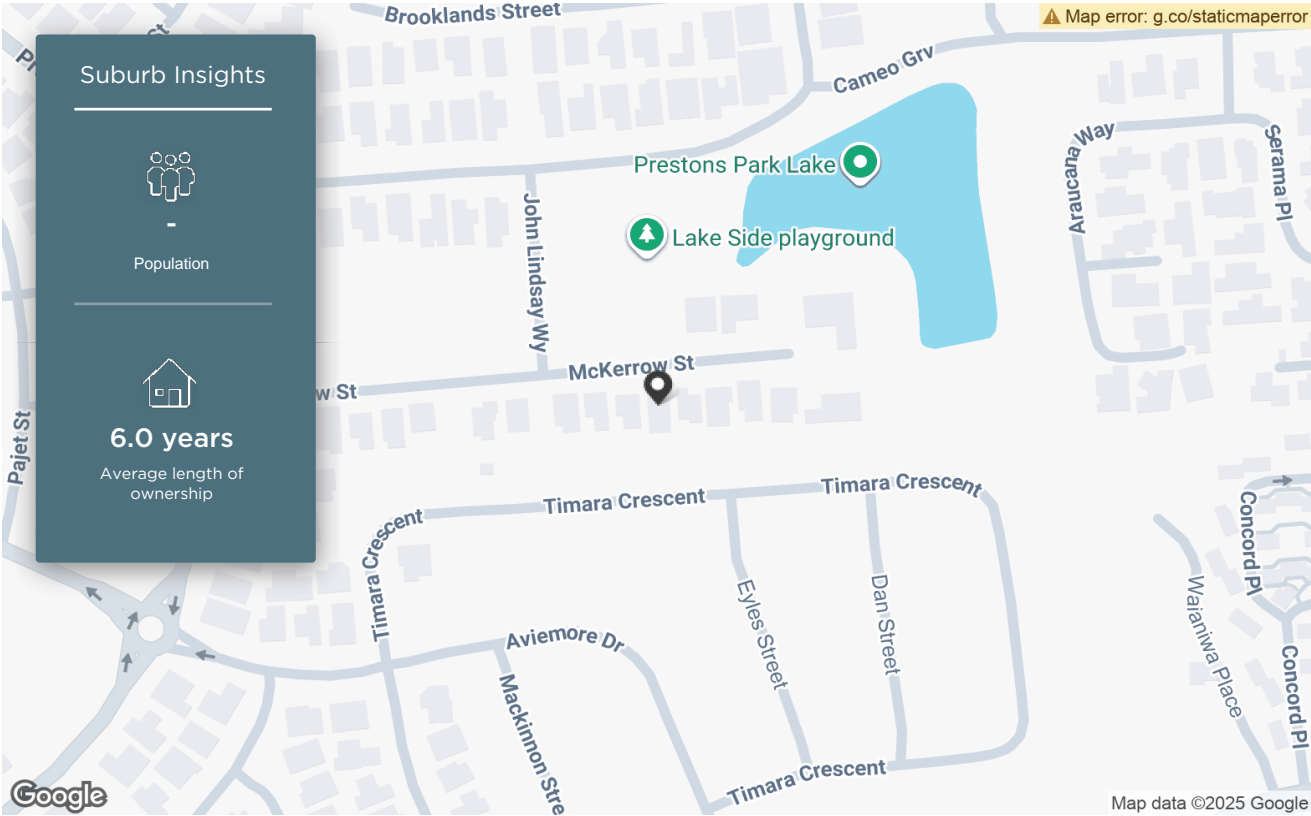 Brooklands Street
Map error: g.co/staticmaperror
St
Suburb Insights
-
Population
6.0 years
Average length of
ownership
Cameo Grv
Prestons Park Lake
Lake Side playground
Araucana Way
Serama Pl
John Lindsay Wy
McKerrow St
w St
Pajet St
Timara Crescent
Timara Crescent
Timara Crescent
Eyles Street
Dan Street
Concord Pl
Waianiwa Place
Concord Pl
Aviemore Dr
Mackinnon Stre
Timara Crescent
Google
Map data ©2025 Google